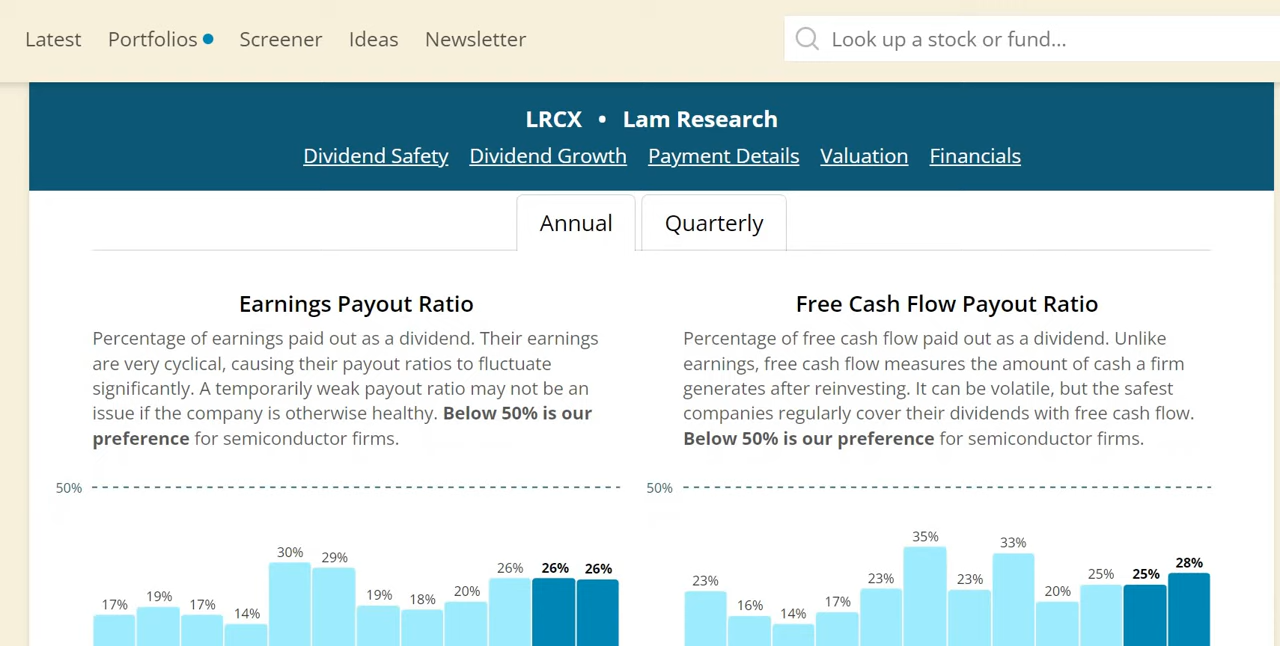 Latest Portfolios Screener Ideas Newsletter Look up a stock or fund...
LRCX • Lam Research
Dividend Safety Dividend Growth Payment Details Valuation Financials
Annual Quarterly
Earnings Payout Ratio
Percentage of earnings paid out as a dividend. Their earnings
are very cyclical, causing their payout ratios to fluctuate
significantly. A temporarily weak payout ratio may not be an
issue if the company is otherwise healthy. Below 50% is our
preference for semiconductor firms.
50%
17% 19% 17% 14% 30% 29% 19% 18% 20% 26% 26% 26%
Free Cash Flow Payout Ratio
Percentage of free cash flow paid out as a dividend. Unlike
earnings, free cash flow measures the amount of cash a firm
generates after reinvesting. It can be volatile, but the safest
companies regularly cover their dividends with free cash flow.
Below 50% is our preference for semiconductor firms.
50%
23% 16% 14% 17% 23% 35% 23% 33% 20% 25% 25% 28%